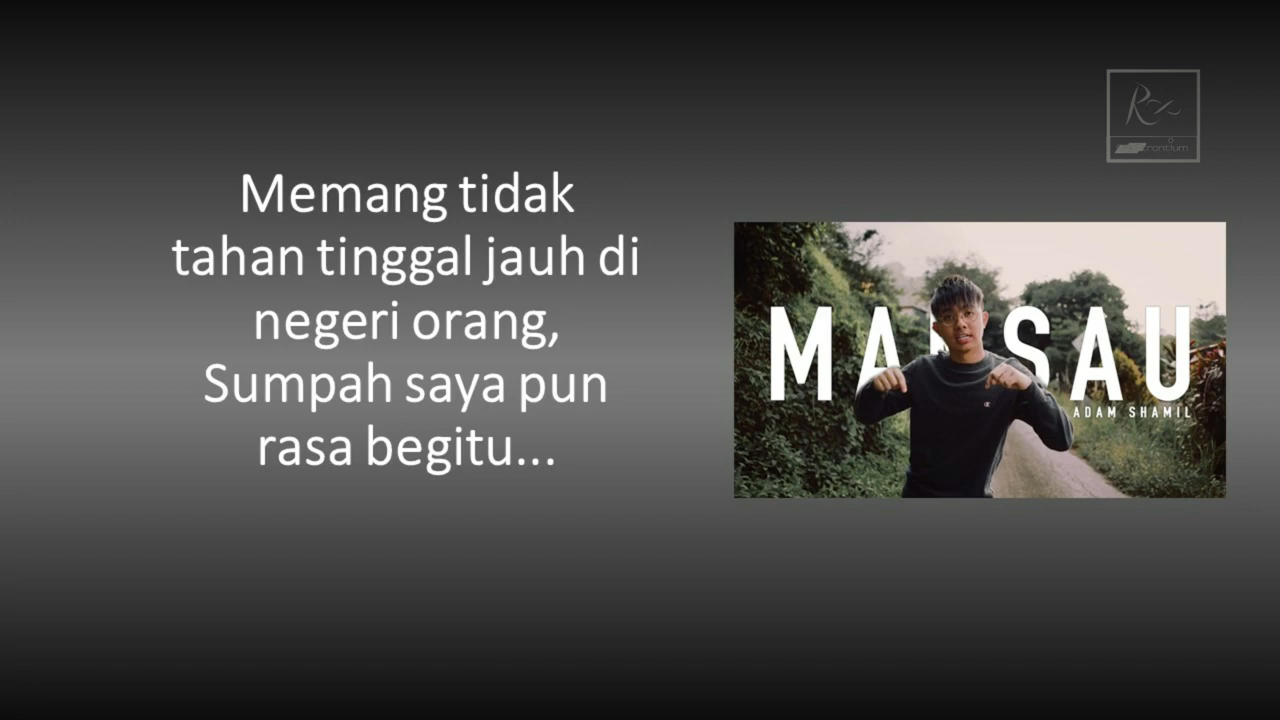 Memang tidak
tahan tinggal jauh di
negeri orang,
Sumpah saya pun
rasa begitu...
ADAM SHAMIL